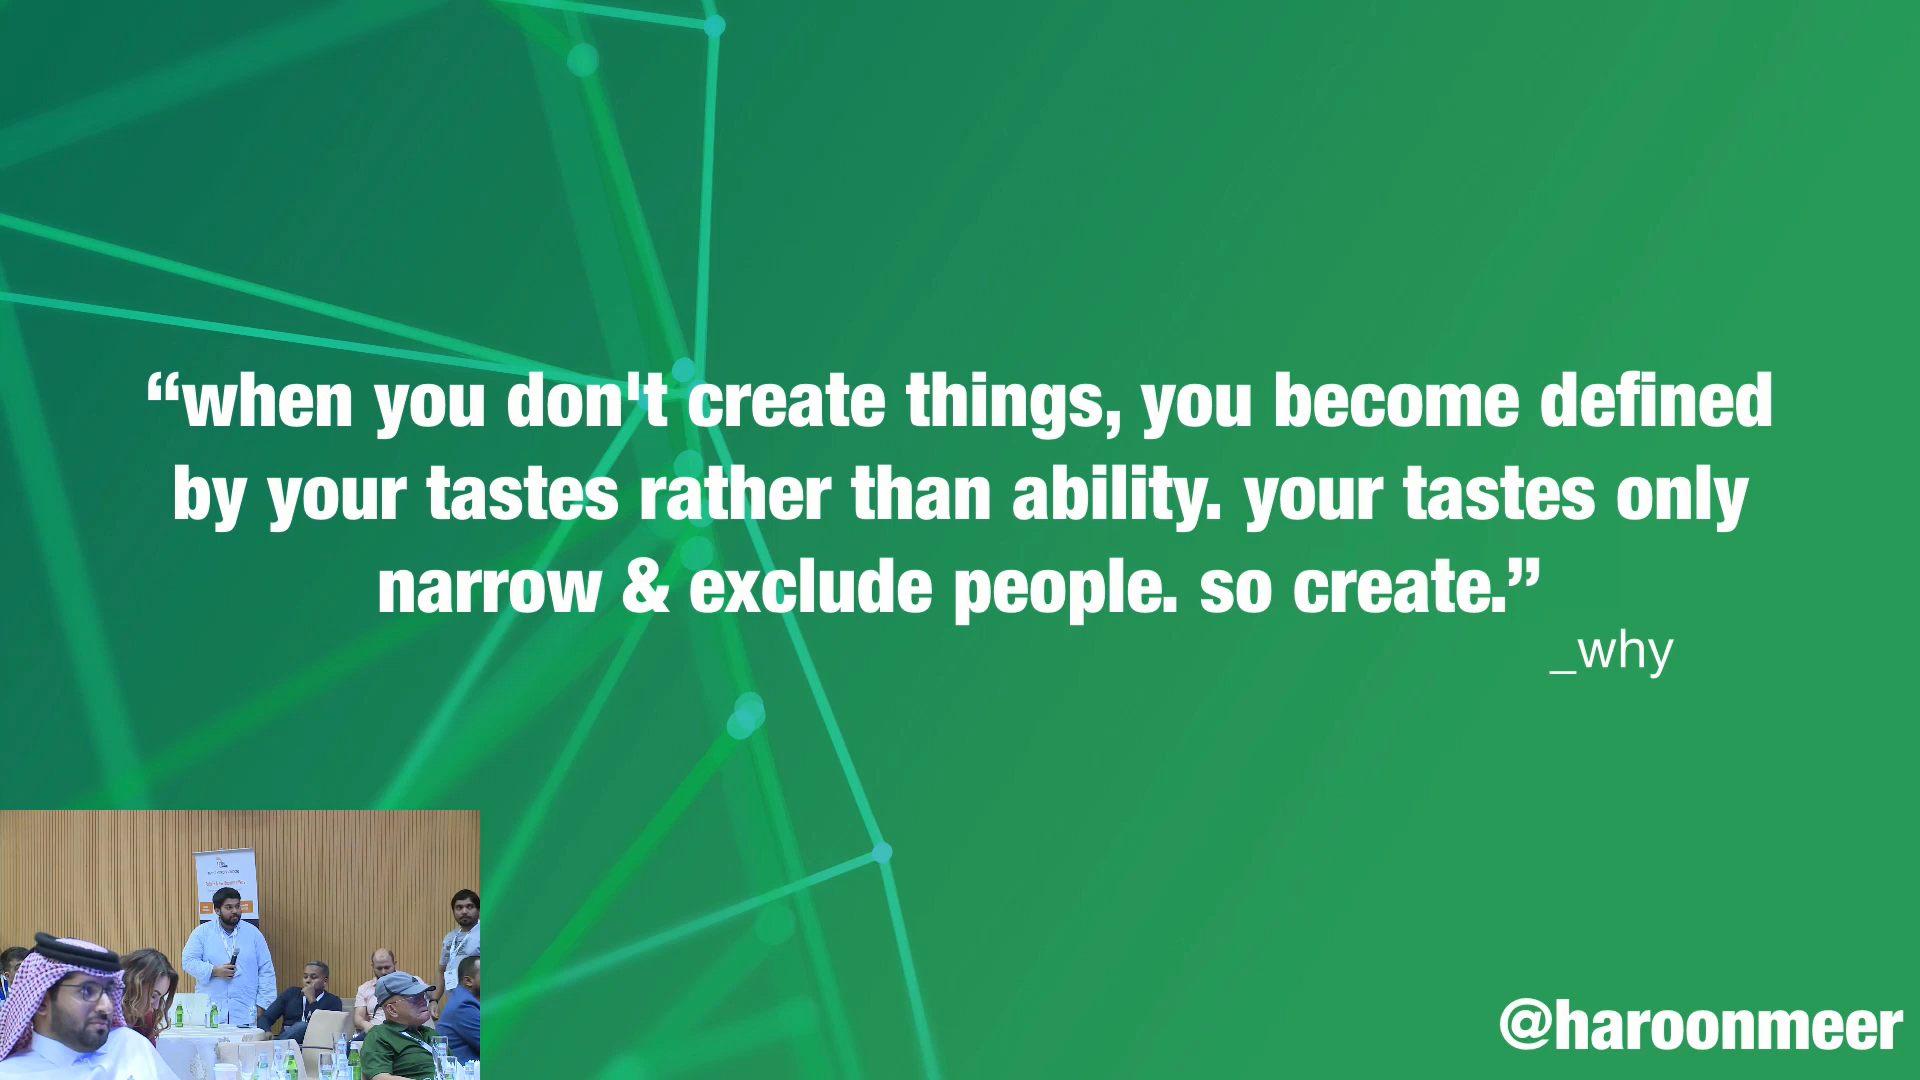 “when you don't create things, you become defined
by your tastes rather than ability. your tastes only
narrow & exclude people. so create.”
_why
@haroonmeer